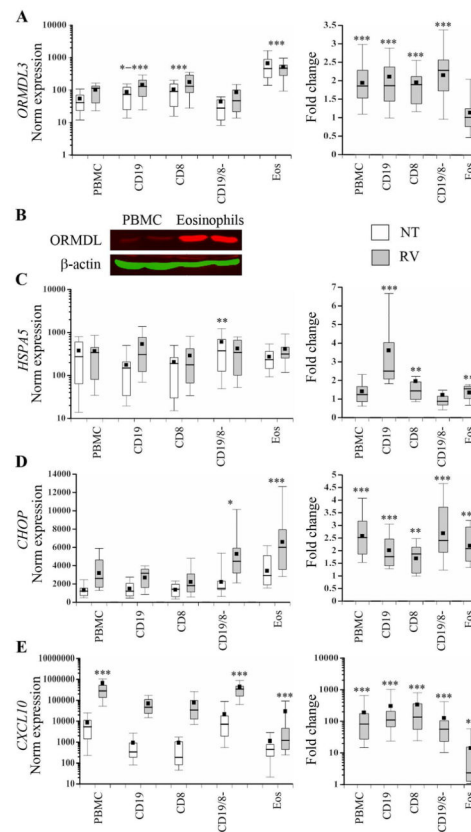 A
ORMDL3
Norm expression
1000
100
10
1
*–***
***
***
PBMC
CD19
CD8
CD19/8-
Eos
Fold change
4
3.5
3
2.5
2
1.5
1
0.5
0
***
***
***
***
PBMC
CD19
CD8
CD19/8-
Eos
B
PBMC Eosinophils
ORMDL
β-actin
NT
RV
C
HSPA5
Norm expression
10000
1000
100
10
**
PBMC
CD19
CD8
CD19/8-
Eos
Fold change
7
6
5
4
3
2
1
0
***
**
**
PBMC
CD19
CD8
CD19/8-
Eos
D
CHOP
Norm expression
14000
12000
10000
8000
6000
4000
2000
0
*
***
PBMC
CD19
CD8
CD19/8-
Eos
Fold change
5
4.5
4
3.5
3
2.5
2
1.5
1
0.5
0
***
***
**
***
**
PBMC
CD19
CD8
CD19/8-
Eos
E
CXCL10
Norm expression
10000000
1000000
100000
10000
1000
100
10
***
***
***
PBMC
CD19
CD8
CD19/8-
Eos
Fold change
10000
1000
100
10
1
***
***
***
***
*
PBMC
CD19
CD8
CD19/8-
Eos